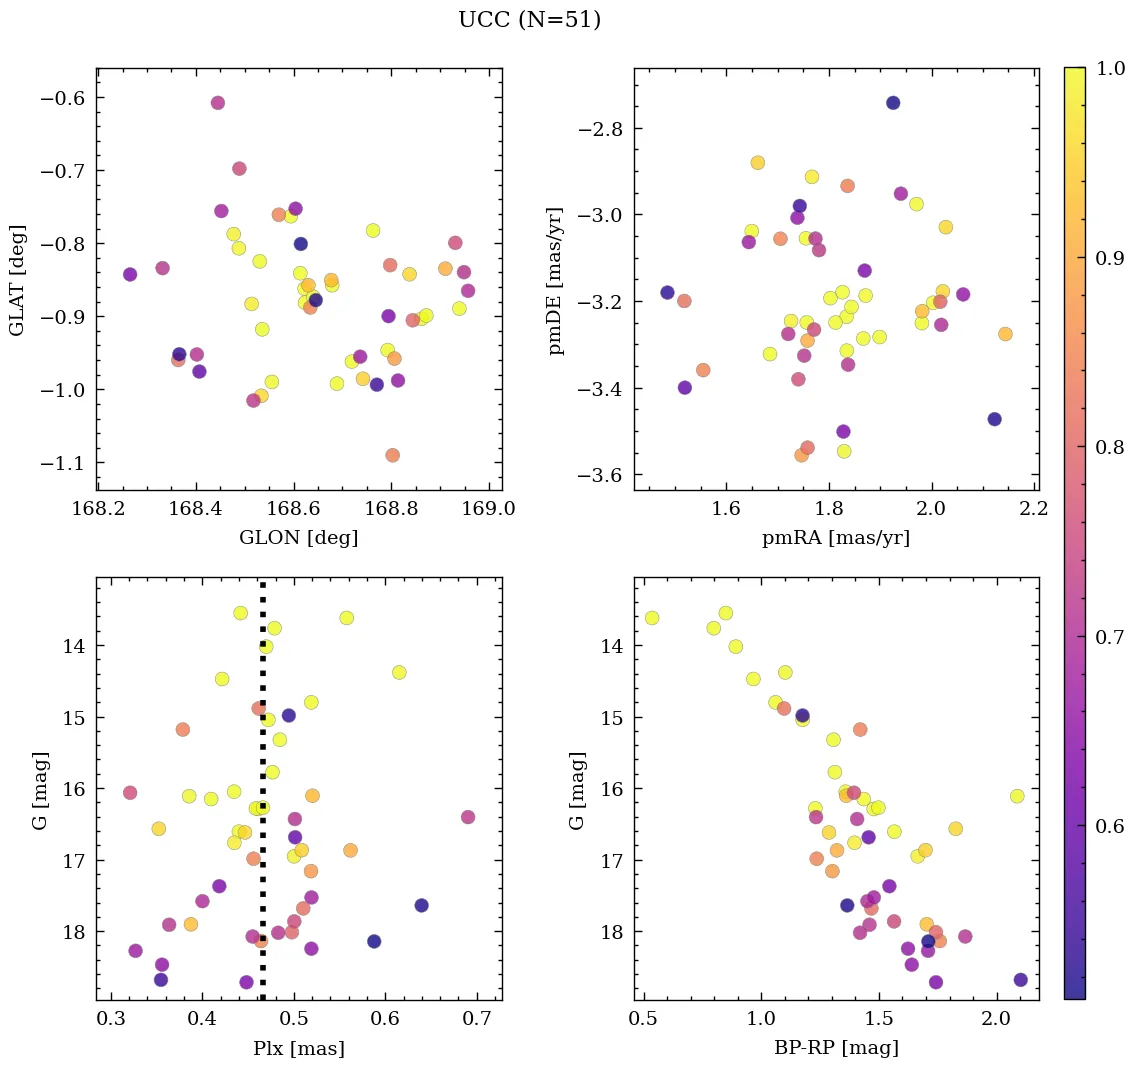 UCC (N=51)
−0.6
−0.7
−0.8
−0.9
−1.0
−1.1
GLAT [deg]
168.2 168.4 168.6 168.8 169.0
GLON [deg]
−2.8
−3.0
−3.2
−3.4
−3.6
pmDE [mas/yr]
1.6 1.8 2.0 2.2
pmRA [mas/yr]
14
15
16
17
18
G [mag]
0.3 0.4 0.5 0.6 0.7
Plx [mas]
14
15
16
17
18
G [mag]
0.5 1.0 1.5 2.0
BP-RP [mag]
1.0
0.9
0.8
0.7
0.6